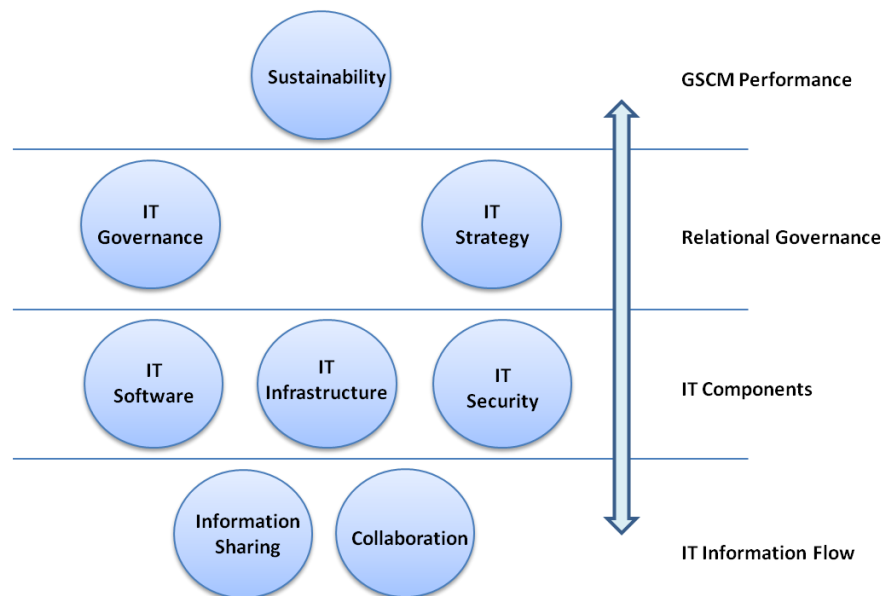 Sustainability
GSCM Performance
IT
Governance
IT
Strategy
Relational Governance
IT
Software
IT
Infrastructure
IT
Security
IT Components
Information
Sharing
Collaboration
IT Information Flow